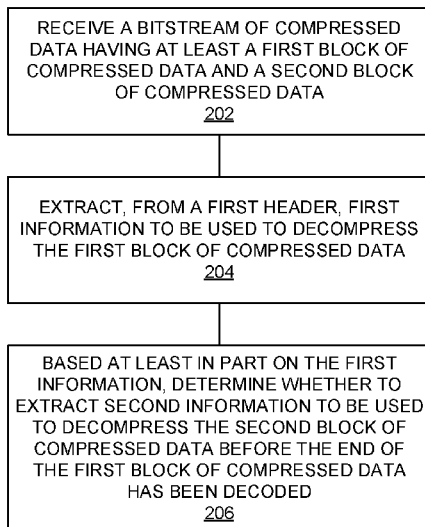 RECEIVE A BITSTREAM OF COMPRESSED
DATA HAVING AT LEAST A FIRST BLOCK OF
COMPRESSED DATA AND A SECOND BLOCK
OF COMPRESSED DATA
202
EXTRACT, FROM A FIRST HEADER, FIRST
INFORMATION TO BE USED TO DECOMPRESS
THE FIRST BLOCK OF COMPRESSED DATA
204
BASED AT LEAST IN PART ON THE FIRST
INFORMATION, DETERMINE WHETHER TO
EXTRACT SECOND INFORMATION TO BE USED
TO DECOMPRESS THE SECOND BLOCK OF
COMPRESSED DATA BEFORE THE END OF
THE FIRST BLOCK OF COMPRESSED DATA
HAS BEEN DECODED
206